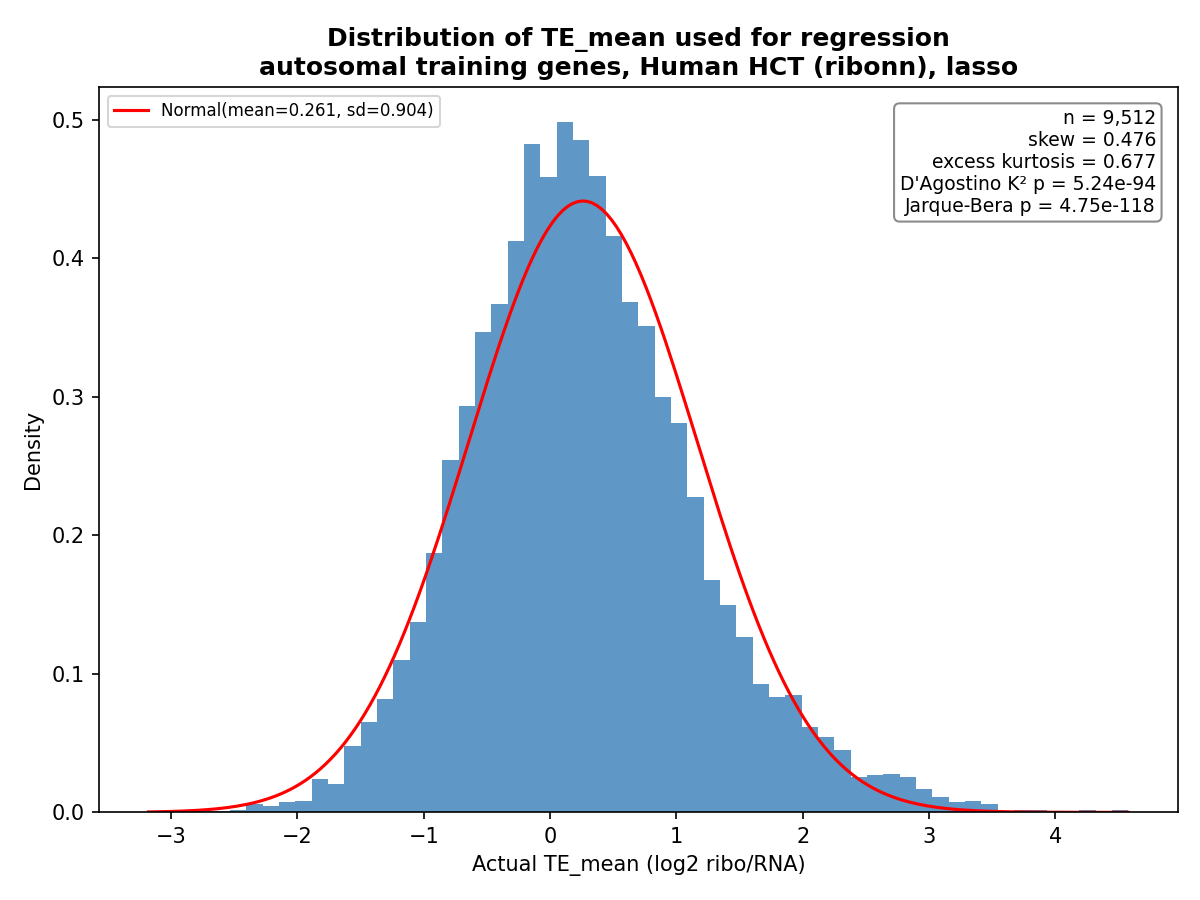 Distribution of TE_mean used for regression
autosomal training genes, Human HCT (ribonn), lasso
Normal(mean=0.261, sd=0.904)
n = 9,512
skew = 0.476
excess kurtosis = 0.677
D'Agostino K² p = 5.24e-94
Jarque-Bera p = 4.75e-118
Density
0.5
0.4
0.3
0.2
0.1
0.0
−3 −2 −1 0 1 2 3 4
Actual TE_mean (log2 ribo/RNA)